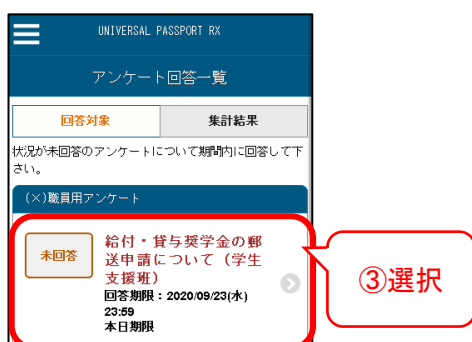 UNIVERSAL PASSPORT RX
アンケート回答一覧
回答対象
集計結果
状況が未回答のアンケートについて期間内に回答して下
さい。
(×)職員用アンケート
未回答
給付・貸与奨学金の郵
送申請について（学生
支援班）
回答期限：2020/09/23(水)
23:59
本日期限
③選択